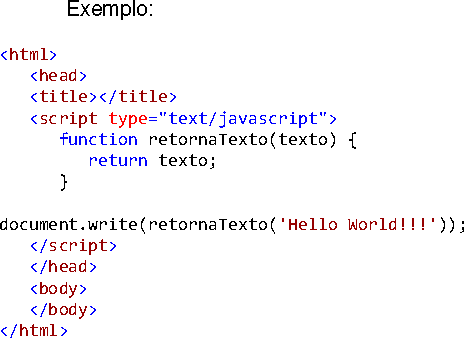 Exemplo:
<html>
<head>
<title></title>
<script type="text/javascript">
function retornaTexto(texto) {
return texto;
}
document.write(retornaTexto('Hello World!!!'));
</script>
</head>
<body>
</body>
</html>